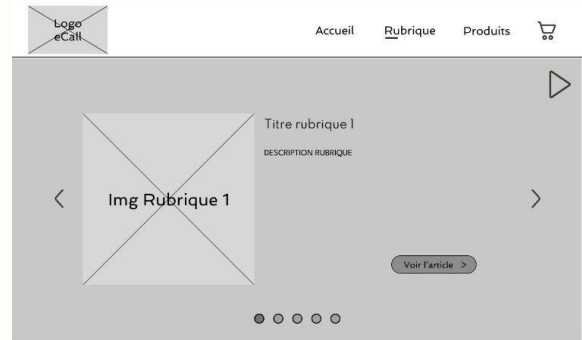 Logo
eCall
Accueil Rubrique Produits
Titre rubrique 1
DESCRIPTION RUBRIQUE
Img Rubrique 1
Voir l'article >